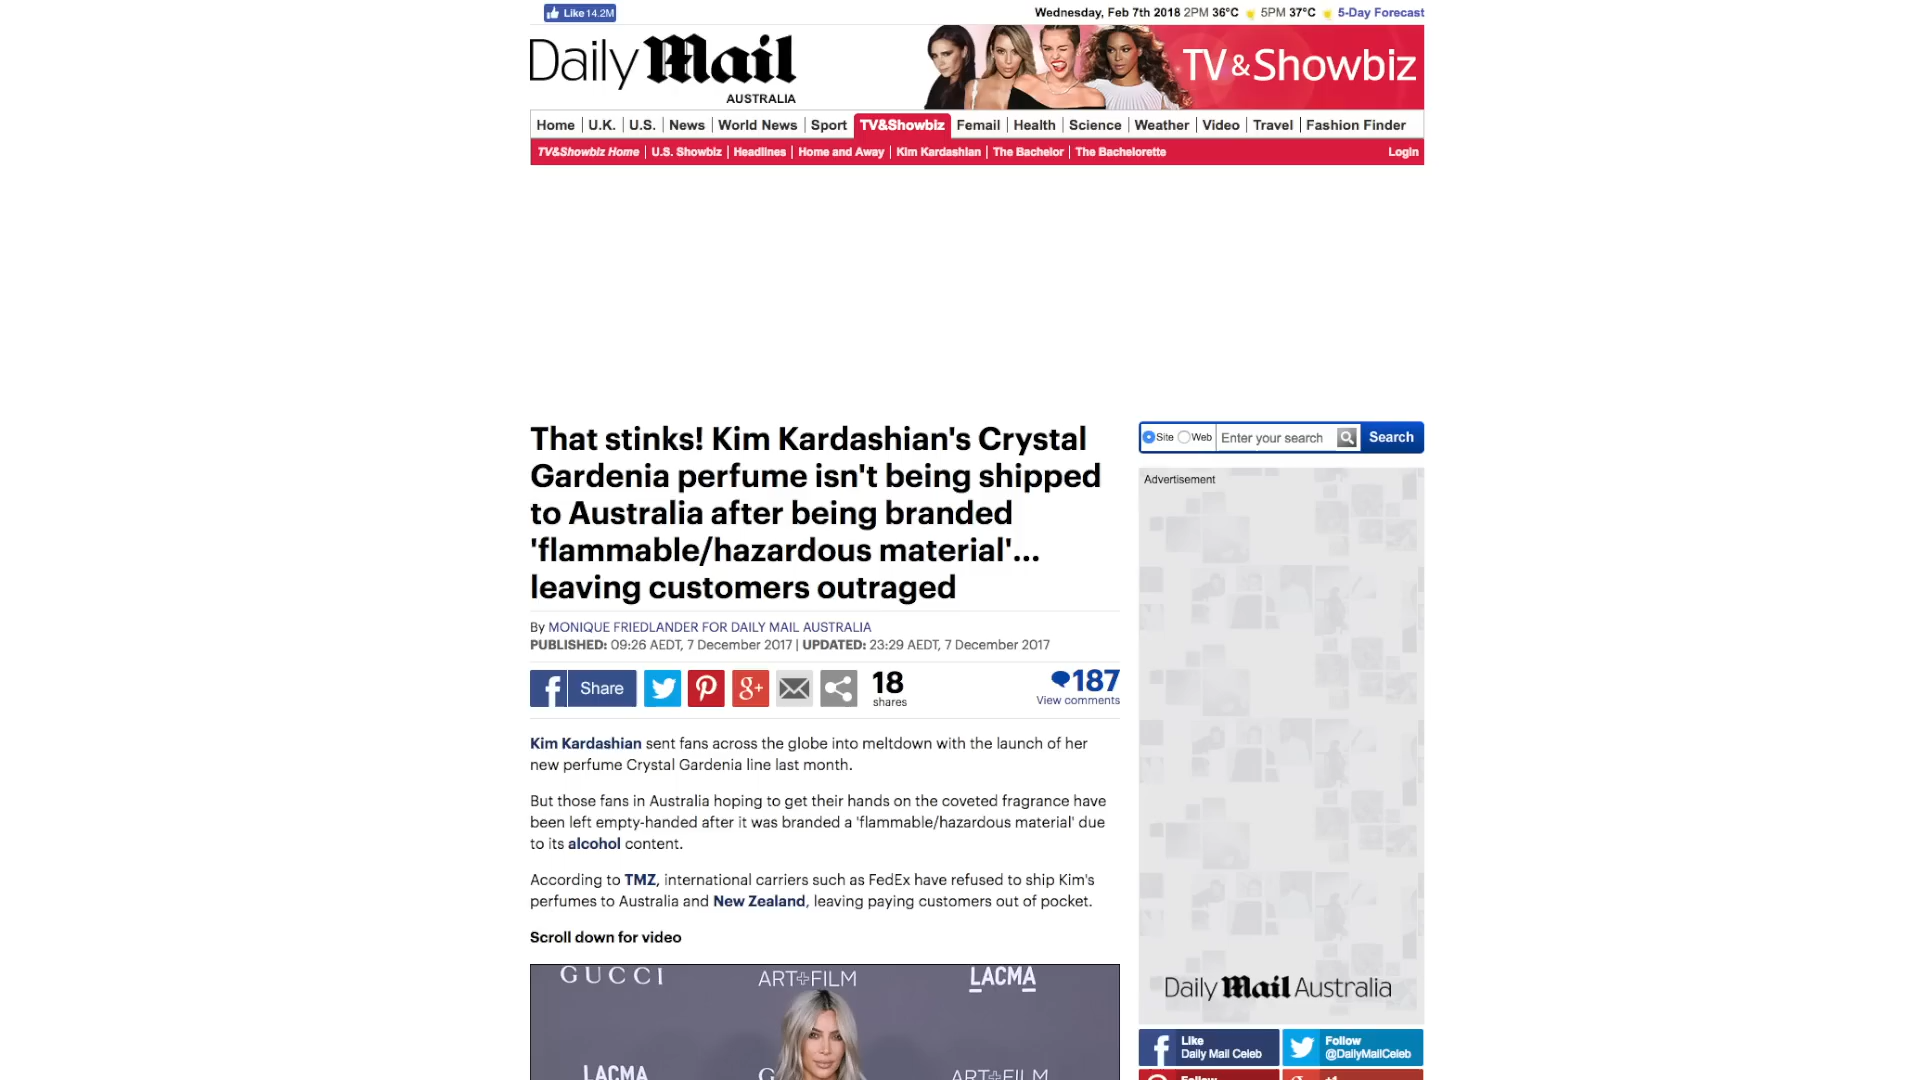 Like 14.2M
Wednesday, Feb 7th 2018 2PM 36°C 5PM 37°C 5-Day Forecast
Daily Mail
AUSTRALIA
TV&Showbiz
Home U.K. U.S. News World News Sport TV&Showbiz Femail Health Science Weather Video Travel Fashion Finder
TV&Showbiz Home U.S. Showbiz Headlines Home and Away Kim Kardashian The Bachelor The Bachelorette Login
That stinks! Kim Kardashian's Crystal
Gardenia perfume isn't being shipped
to Australia after being branded
'flammable/hazardous material'...
leaving customers outraged
By MONIQUE FRIEDLANDER FOR DAILY MAIL AUSTRALIA
PUBLISHED: 09:26 AEDT, 7 December 2017 | UPDATED: 23:29 AEDT, 7 December 2017
Share
18
shares
187
View comments
Kim Kardashian sent fans across the globe into meltdown with the launch of her
new perfume Crystal Gardenia line last month.
But those fans in Australia hoping to get their hands on the coveted fragrance have
been left empty-handed after it was branded a 'flammable/hazardous material' due
to its alcohol content.
According to TMZ, international carriers such as FedEx have refused to ship Kim's
perfumes to Australia and New Zealand, leaving paying customers out of pocket.
Scroll down for video
GUCCI ART+FILM LACMA
LACMA G ART+FILM
Site Web Enter your search Search
Advertisement
Daily Mail Australia
Like
Daily Mail Celeb
Follow
@DailyMailCeleb
Follow
+1